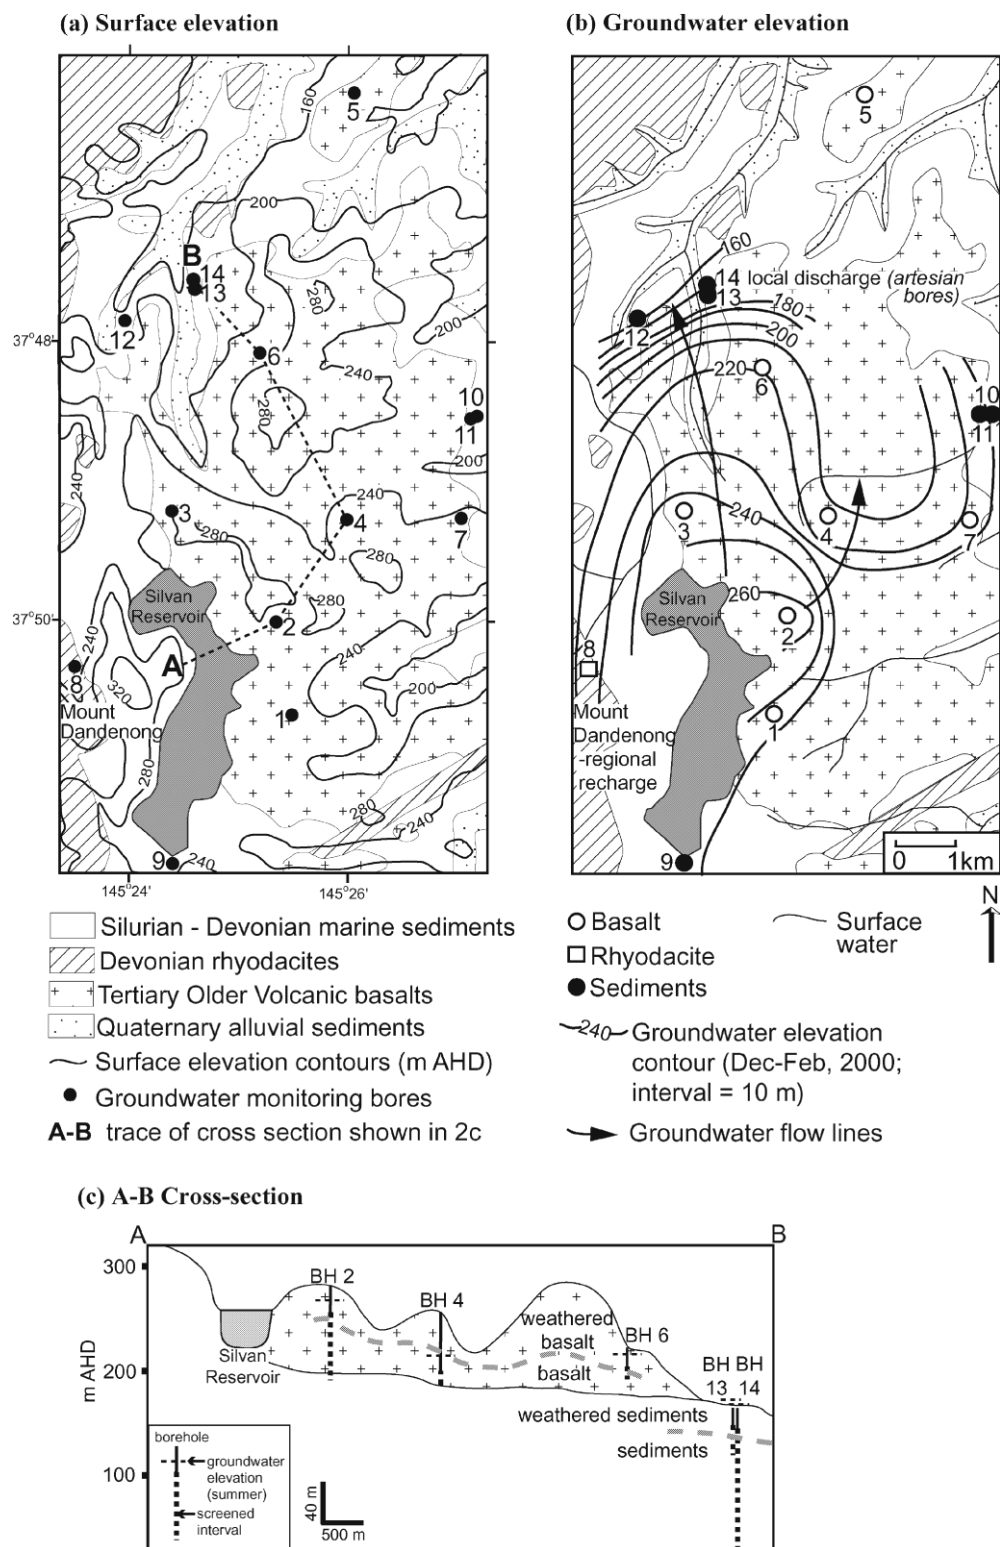 (a) Surface elevation
5
160
200
B
14
13
280
12
200
37°48'
6
240
280
10
11
200
240
240
3
4
7
280
280
Silvan
Reservoir
280
37°50'
2
240
240
A
8
320
200
Mount
Dandenong
1
280
280
240
9
240
145°24'
145°26'
(b) Groundwater elevation
5
160
14 local discharge (artesian
bores)
13
180
12
200
220
6
10
11
3
240
4
7
260
Silvan
Reservoir
2
8
Mount
Dandenong
-regional
recharge
1
9
0 1km
N
Silurian - Devonian marine sediments
Devonian rhyodacites
Tertiary Older Volcanic basalts
Quaternary alluvial sediments
Surface elevation contours (m AHD)
Groundwater monitoring bores
A-B trace of cross section shown in 2c
Basalt
Surface
water
Rhyodacite
Sediments
240
Groundwater elevation
contour (Dec-Feb, 2000;
interval = 10 m)
Groundwater flow lines
(c) A-B Cross-section
A
B
300
BH 2
BH 4
weathered
basalt
BH 6
basalt
Silvan
Reservoir
m AHD
200
BH BH
13 14
weathered sediments
sediments
borehole
groundwater
elevation
(summer)
screened
interval
100
40 m
500 m